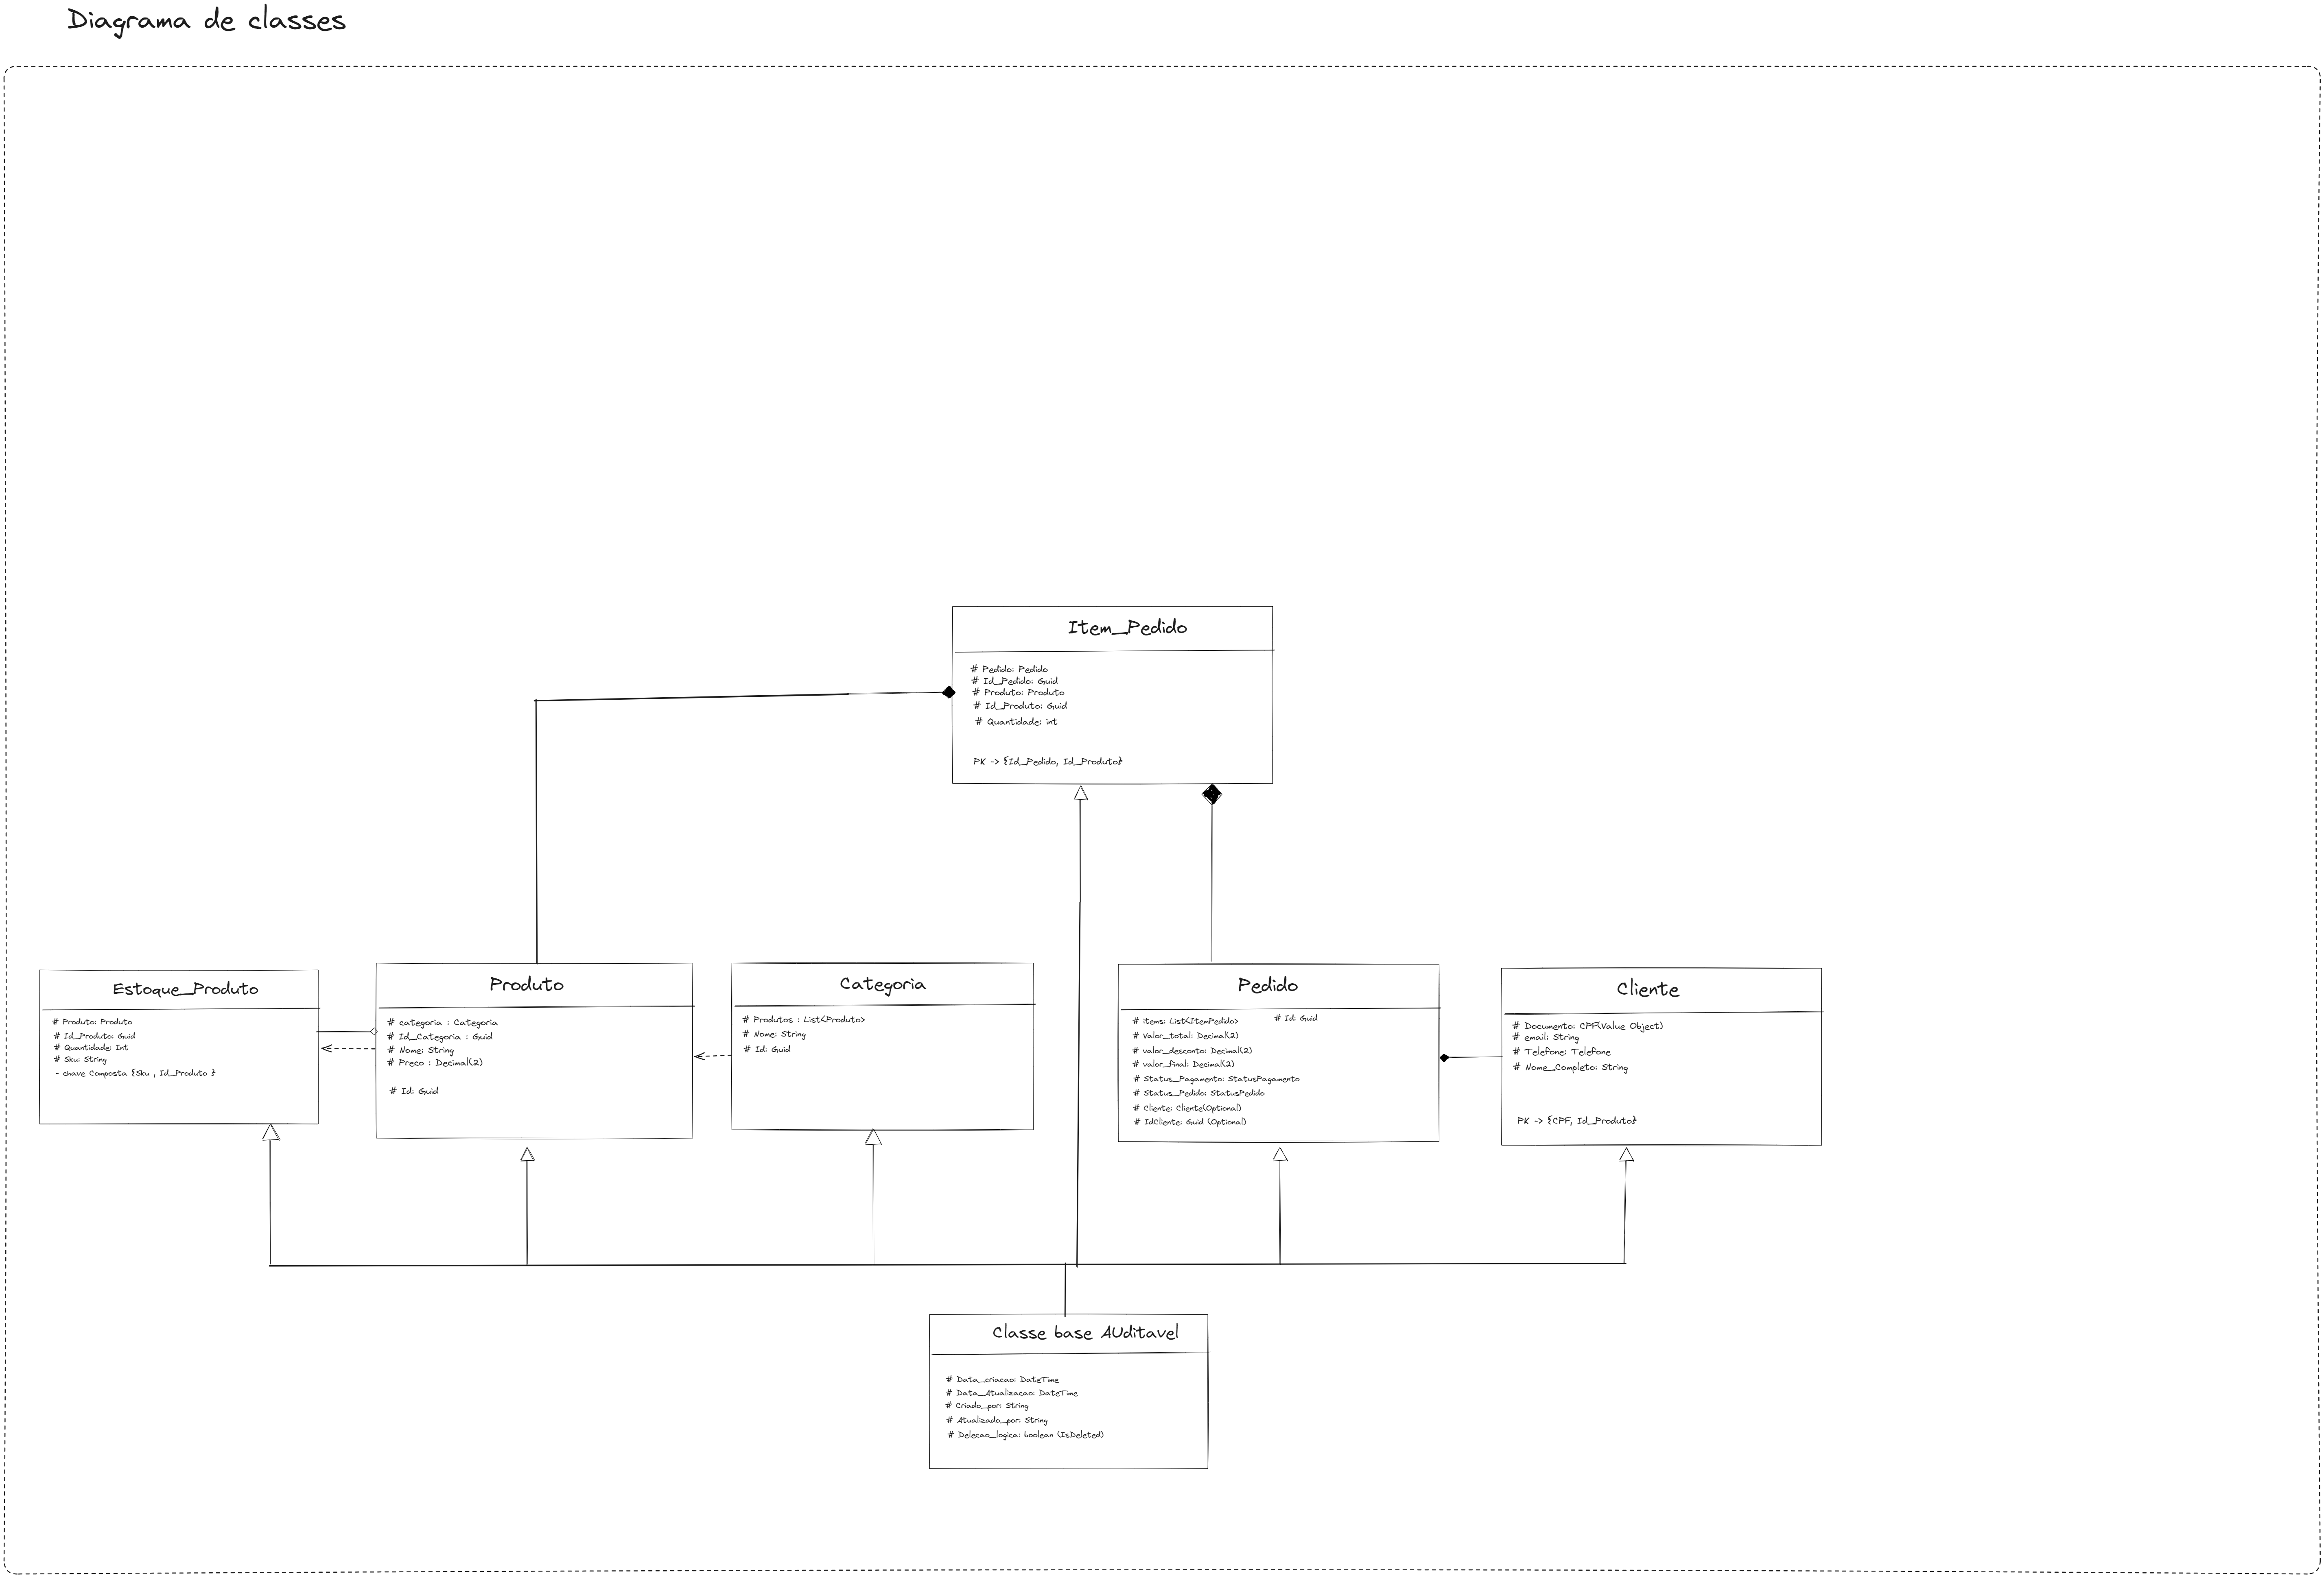 Diagrama de classes
Item_Pedido
# Pedido: Pedido
# Id_Pedido: Guid
# Produto: Produto
# Id_Produto: Guid
# Quantidade: int
PK -> {Id_Pedido, Id_Produto}
Estoque_Produto
# Produto: Produto
# Id_Produto: Guid
# Quantidade: Int
# Sku: String
- chave Composta {Sku , Id_Produto }
Produto
# categoria : Categoria
# Id_Categoria : Guid
# Nome: String
# Preco : Decimal(2)
# Id: Guid
Categoria
# Produtos : List<Produto>
# Nome: String
# Id: Guid
Pedido
# items: List<ItemPedido>
# Id: Guid
# Valor_total: Decimal(2)
# valor_desconto: Decimal(2)
# valor_final: Decimal(2)
# Status_Pagamento: StatusPagamento
# Status_Pedido: StatusPedido
# Cliente: Cliente(Optional)
# IdCliente: Guid (Optional)
Cliente
# Documento: CPF(Value Object)
# email: String
# Telefone: Telefone
# Nome_Completo: String
PK -> {CPF, Id_Produto}
Classe base AUditavel
# Data_criacao: DateTime
# Data_Atualizacao: DateTime
# Criado_por: String
# Atualizado_por: String
# Delecao_logica: boolean (IsDeleted)